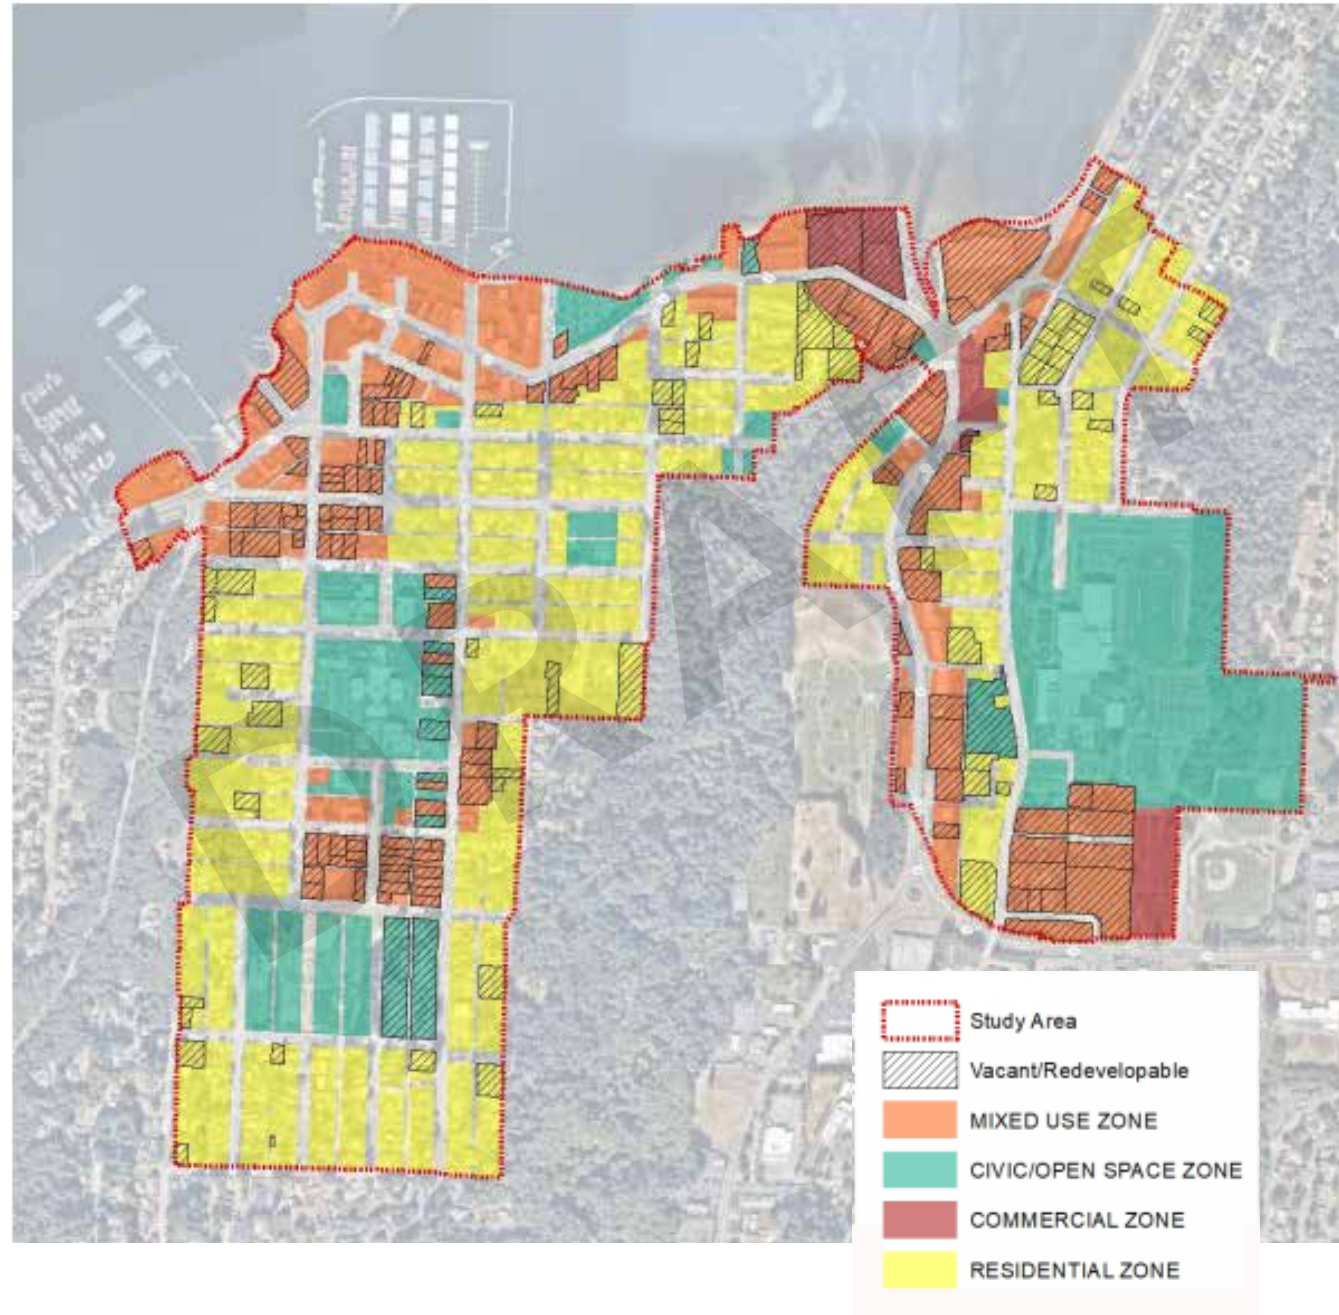 DRAFT
Study Area
Vacant/Redevelopable
MIXED USE ZONE
CIVIC/OPEN SPACE ZONE
COMMERCIAL ZONE
RESIDENTIAL ZONE